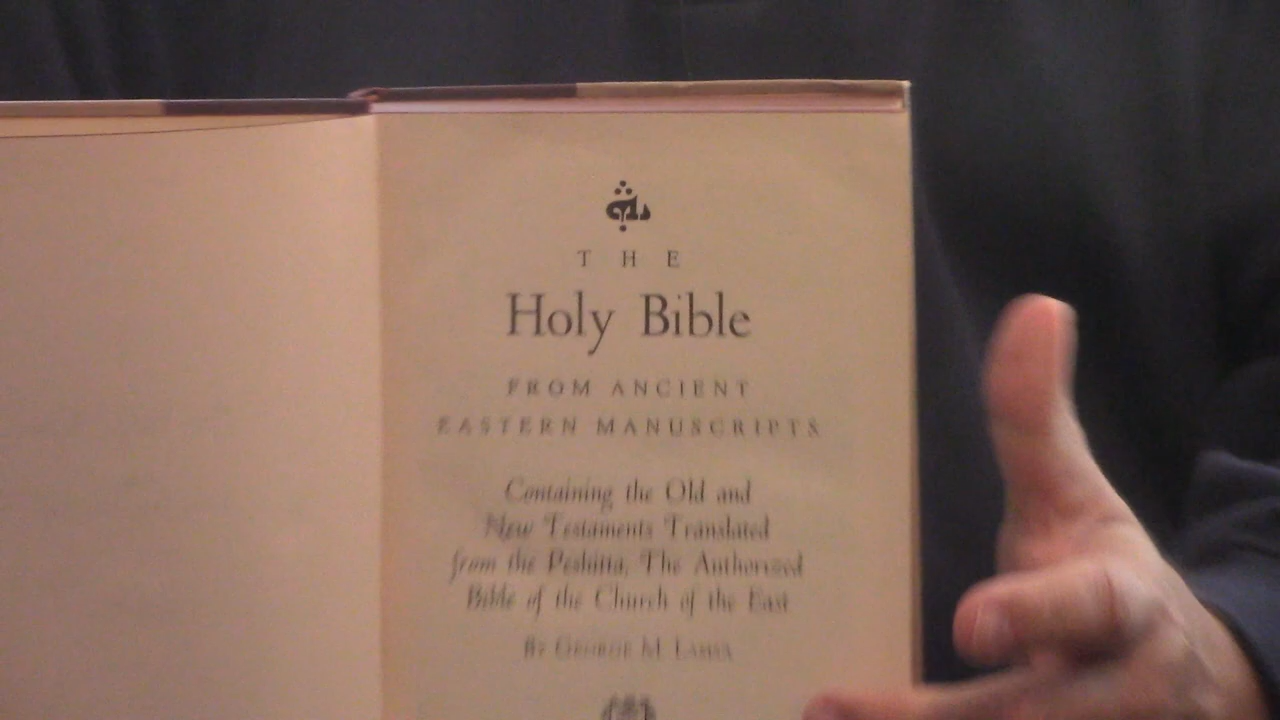 THE
Holy Bible
FROM ANCIENT
EASTERN MANUSCRIPTS
Containing the Old and
New Testaments Translated
from the Peshitta, The Authorized
Bible of the Church of the East
BY GEORGE M. LAMSA